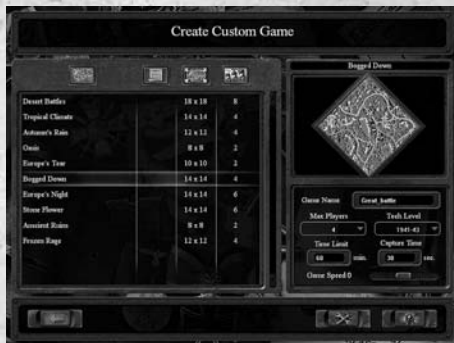 Create Custom Game
Desert Battles 18 x 18 8
Tropical Climate 14 x 14 4
Autumn's Rain 12 x 12 4
Oasis 8 x 8 2
Europe's Tear 10 x 10 2
Bogged Down 14 x 14 4
Europe's Night 14 x 14 6
Stone Flower 14 x 14 6
Ancient Ruins 8 x 8 2
Frozen Rage 12 x 12 4
Bogged Down
Game Name Great_battle
Max Players Tech Level
4 1941-43
Time Limit Capture Time
60 min. 30 sec.
Game Speed 0